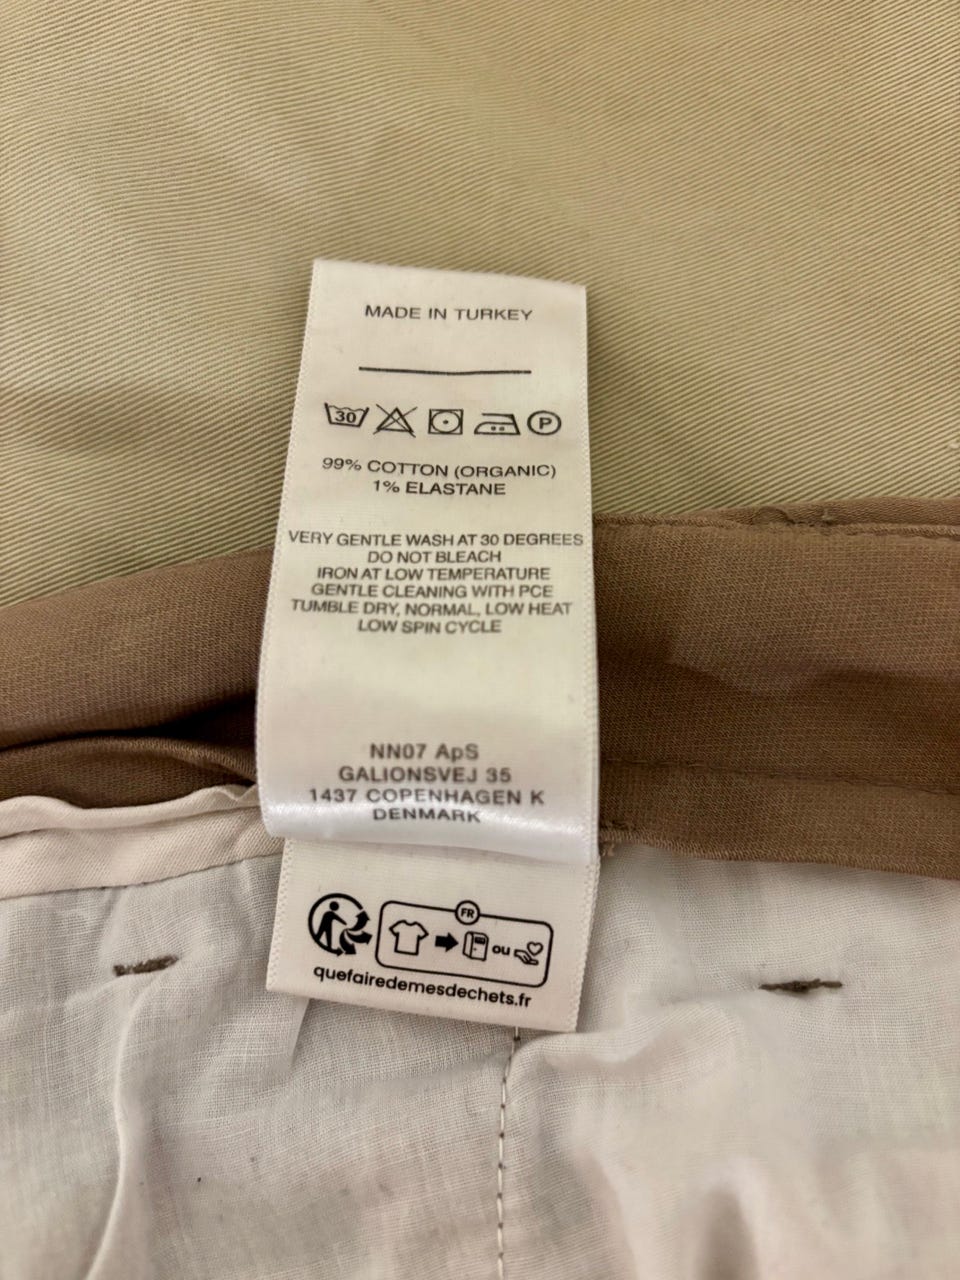 MADE IN TURKEY
30
P
99% COTTON (ORGANIC)
1% ELASTANE
VERY GENTLE WASH AT 30 DEGREES
DO NOT BLEACH
IRON AT LOW TEMPERATURE
GENTLE CLEANING WITH PCE
TUMBLE DRY, NORMAL, LOW HEAT
LOW SPIN CYCLE
NN07 ApS
GALIONSVEJ 35
1437 COPENHAGEN K
DENMARK
FR
ou
quefairedemesdechets.fr